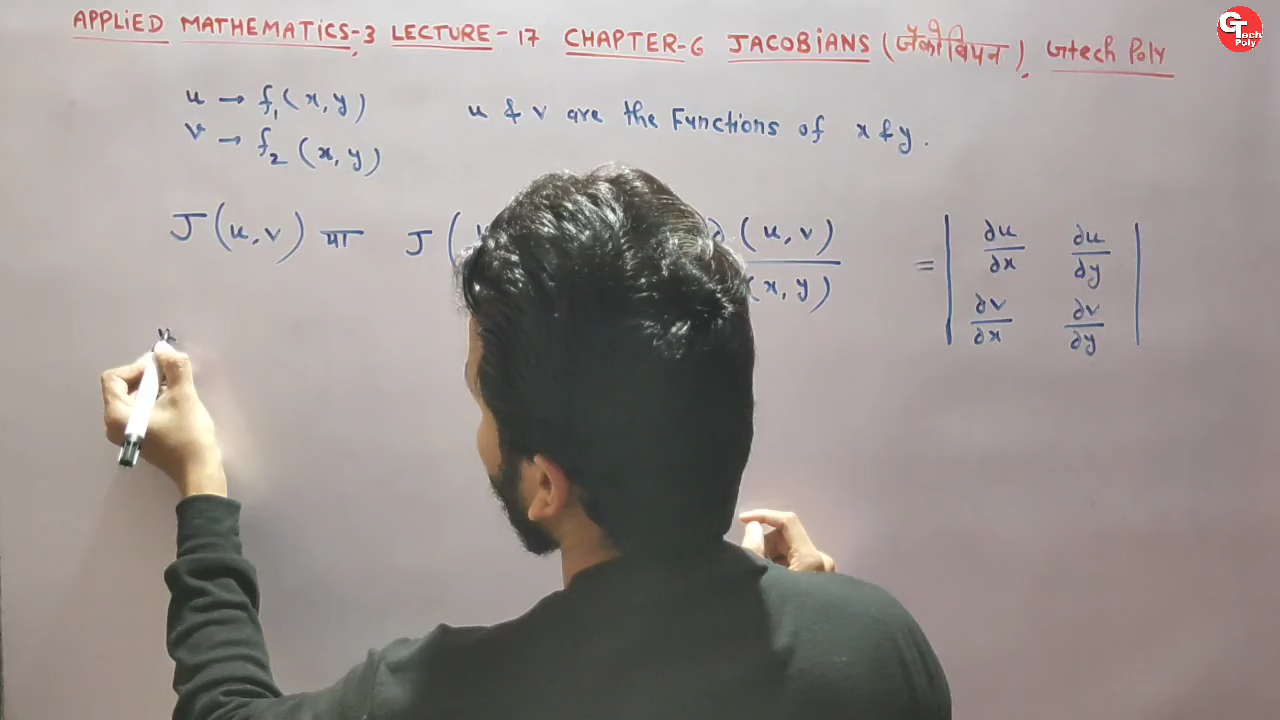 APPLiED MATHEMATiCS-3 LECTURE-17 CHAPTER-6 JACOBiANS (जैकोबियन), Gtech Poly
GTech Poly
u → f₁(x,y) u & v are the Functions of x & y.
v → f₂(x,y)
J(u,v) या J( ∂(u,v) = | ∂u/∂x ∂u/∂y |
(x,y) | ∂v/∂x ∂v/∂y |